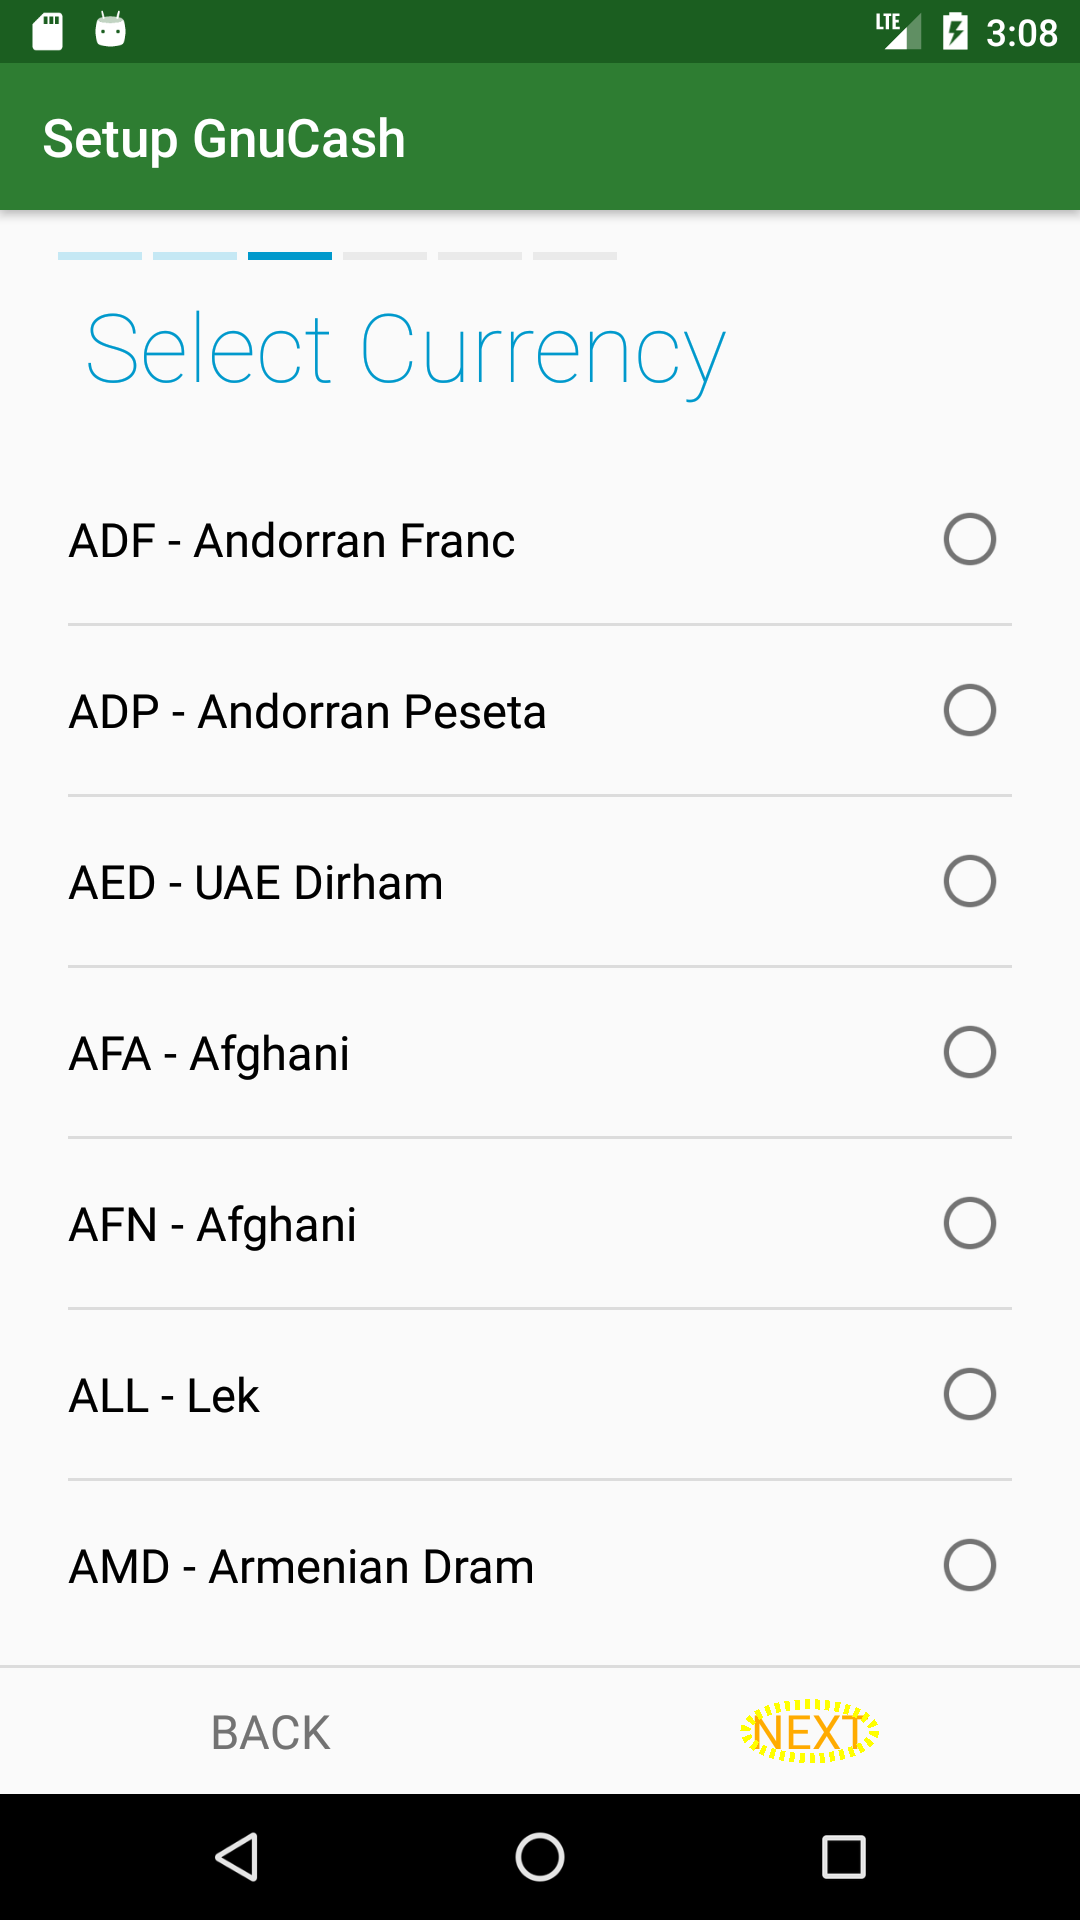 LTE 3:08
Setup GnuCash
Select Currency
ADF - Andorran Franc
ADP - Andorran Peseta
AED - UAE Dirham
AFA - Afghani
AFN - Afghani
ALL - Lek
AMD - Armenian Dram
BACK NEXT